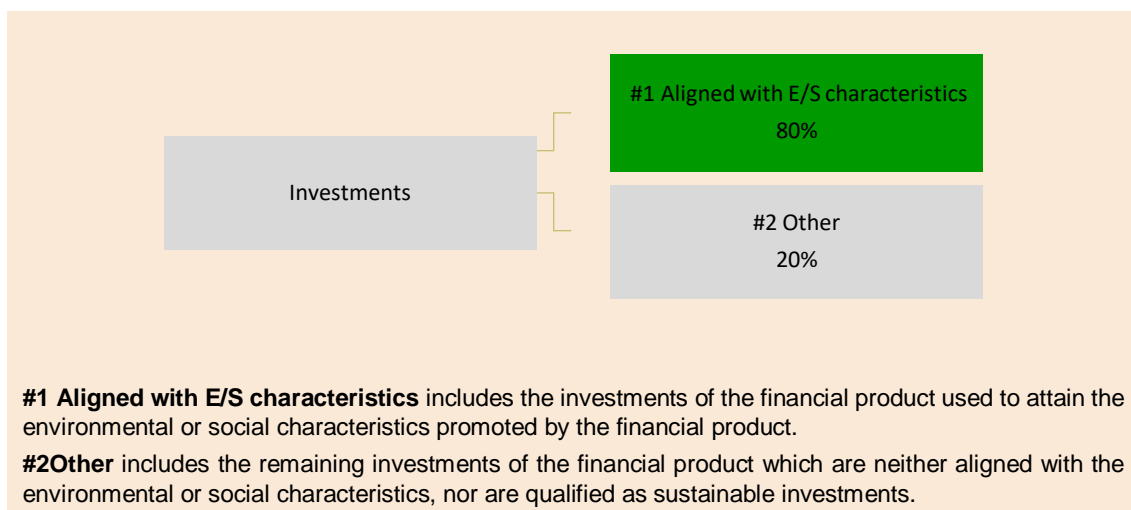 #1 Aligned with E/S characteristics
80%
Investments
#2 Other
20%
#1 Aligned with E/S characteristics includes the investments of the financial product used to attain the
environmental or social characteristics promoted by the financial product.
#2Other includes the remaining investments of the financial product which are neither aligned with the
environmental or social characteristics, nor are qualified as sustainable investments.